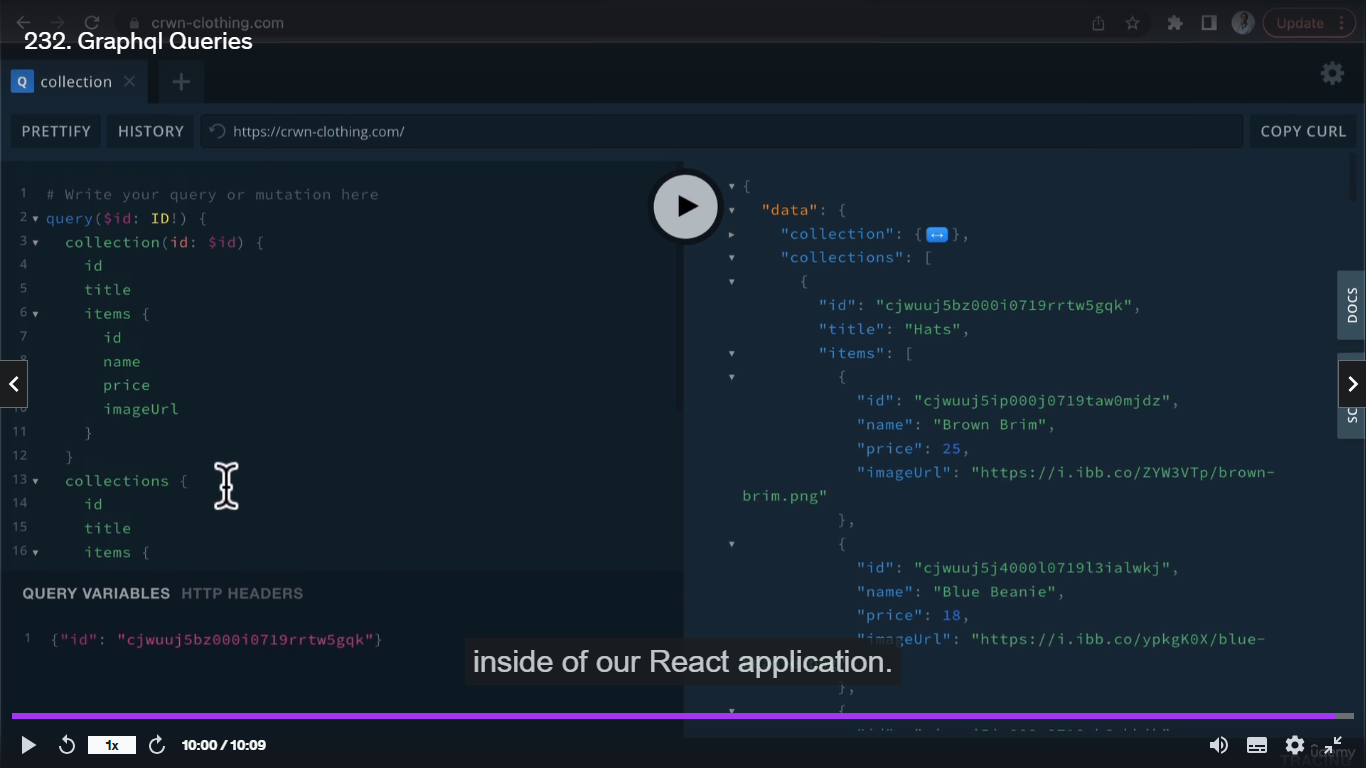 crwn-clothing.com
Update
232. Graphql Queries
Q collection
PRETTIFY
HISTORY
https://crwn-clothing.com/
COPY CURL
1 # Write your query or mutation here
2 query($id: ID!) {
3 collection(id: $id) {
4 id
5 title
6 items {
7 id
8 name
price
10 imageUrl
11 }
12 }
13 collections {
14 id
15 title
16 items {
QUERY VARIABLES HTTP HEADERS
1 {"id": "cjwuuj5bz000i0719rrtw5gqk"}
{
"data": {
"collection": {↔},
"collections": [
{
"id": "cjwuuj5bz000i0719rrtw5gqk",
"title": "Hats",
"items": [
{
"id": "cjwuuj5ip000j0719taw0mjdz",
"name": "Brown Brim",
"price": 25,
"imageUrl": "https://i.ibb.co/ZYW3VTp/brown-
brim.png"
},
{
"id": "cjwuuj5j4000l0719l3ialwkj",
"name": "Blue Beanie",
"price": 18,
"imageUrl": "https://i.ibb.co/ypkgK0X/blue-
},
{
DOCS
SC
inside of our React application.
1x
10:00 / 10:09
ûdemy
TRACING